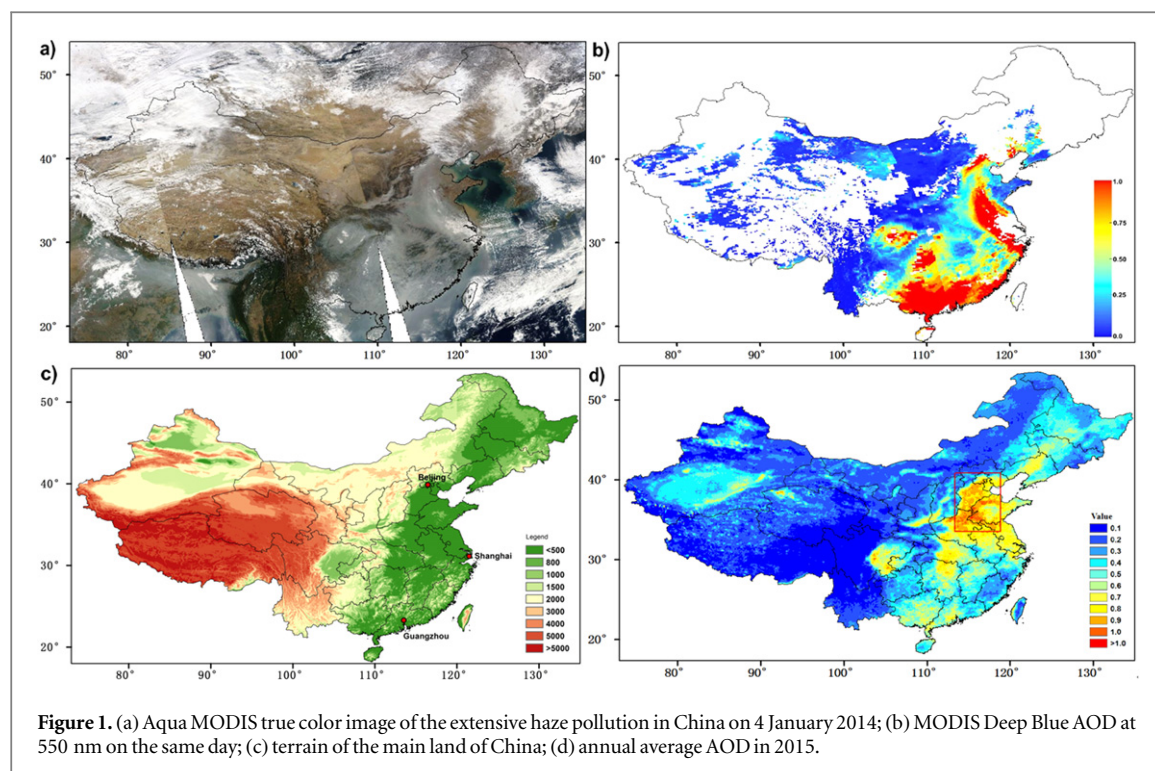 a)
50°
40°
30°
20°
80° 90° 100° 110° 120° 130°
b)
50°
40°
30°
20°
1.0
0.75
0.50
0.25
0.0
80° 90° 100° 110° 120° 130°
c)
50°
40°
30°
20°
Beijing
Shanghai
Guangzhou
Legend
<500
800
1000
1500
2000
3000
4000
5000
>5000
80° 90° 100° 110° 120° 130°
d)
50°
40°
30°
20°
Value
0.1
0.2
0.3
0.4
0.5
0.6
0.7
0.8
0.9
1.0
>1.0
80° 90° 100° 110° 120° 130°
Figure 1. (a) Aqua MODIS true color image of the extensive haze pollution in China on 4 January 2014; (b) MODIS Deep Blue AOD at
550 nm on the same day; (c) terrain of the main land of China; (d) annual average AOD in 2015.